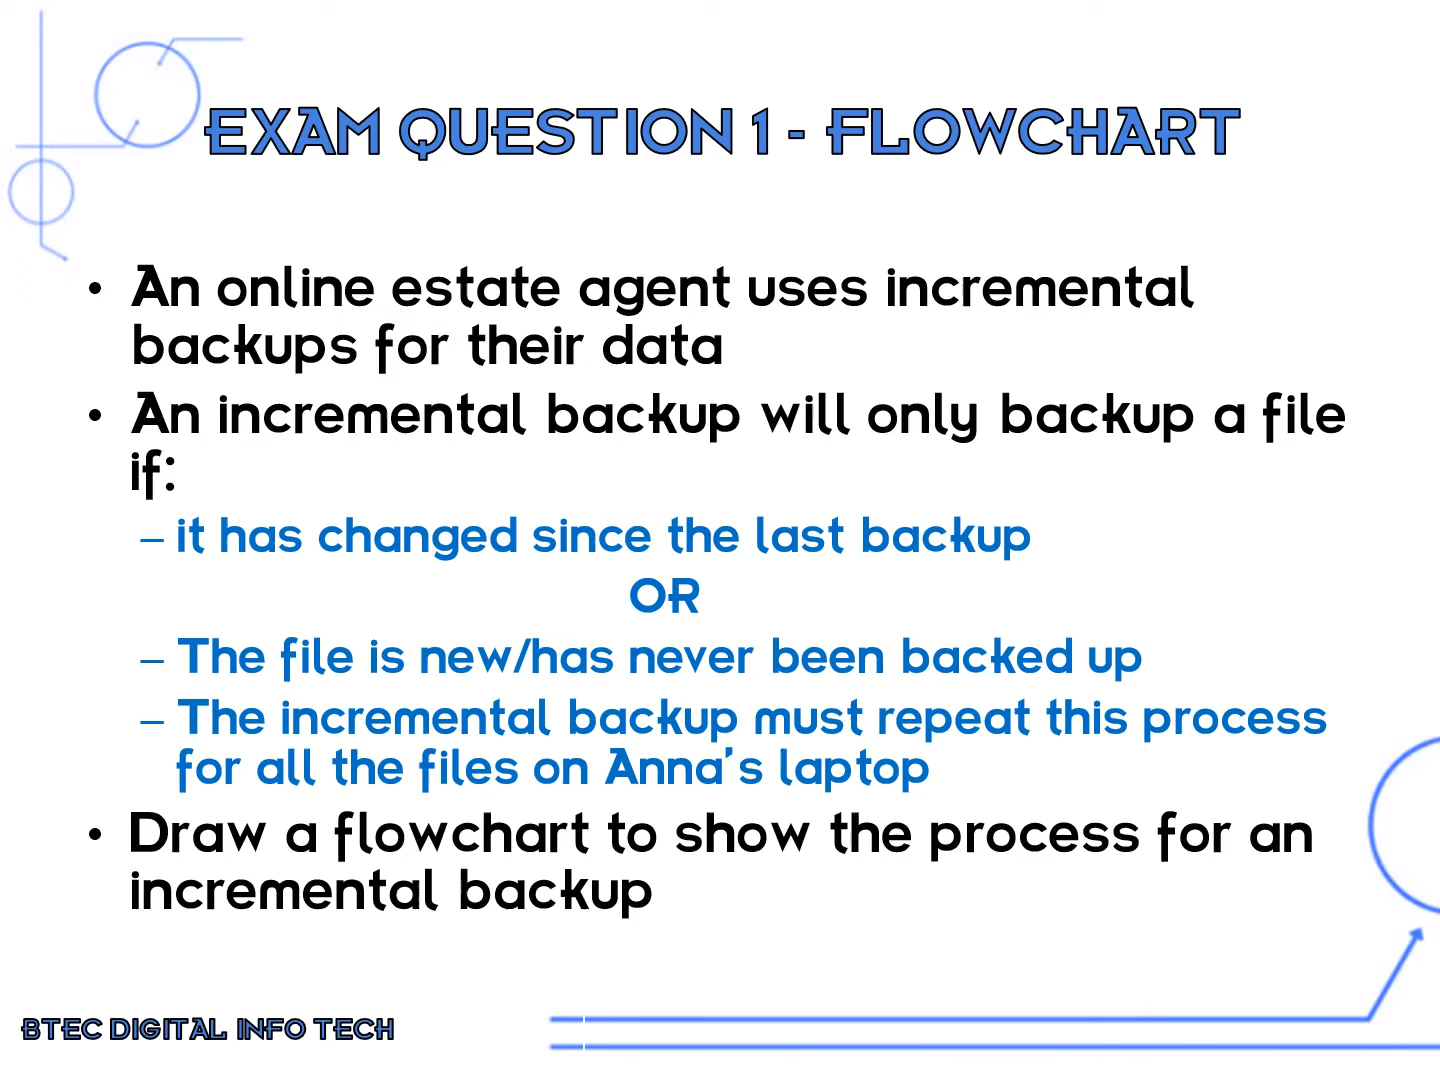 EXAM QUESTION 1 - FLOWCHART
• An online estate agent uses incremental
backups for their data
• An incremental backup will only backup a file
if:
– it has changed since the last backup
OR
– The file is new/has never been backed up
– The incremental backup must repeat this process
for all the files on Anna's laptop
• Draw a flowchart to show the process for an
incremental backup
BTEC DIGITAL INFO TECH